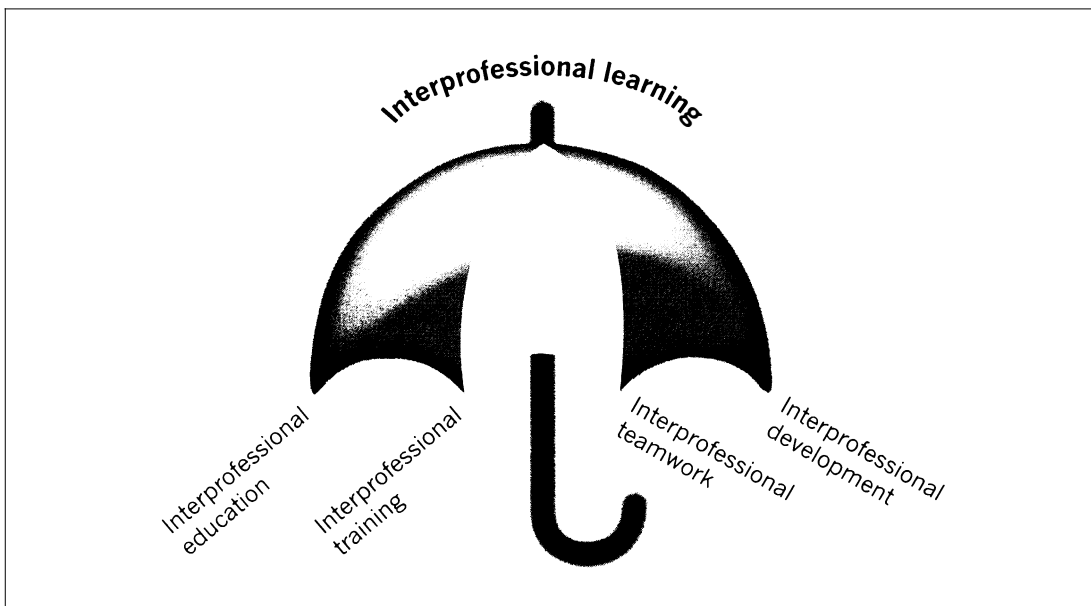 Interprofessional learning
Interprofessional
education
Interprofessional
training
Interprofessional
teamwork
Interprofessional
development